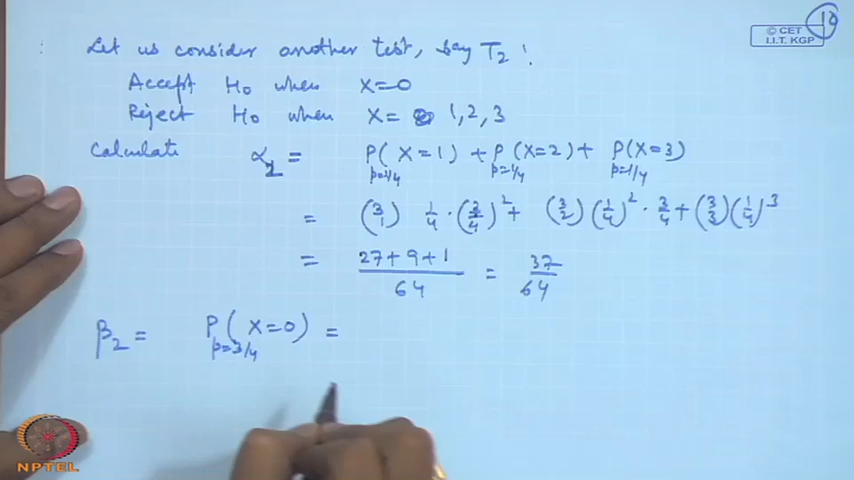 10
© CET
I.I.T. KGP
Let us consider another test, say T₂ :
Accept H₀ when X=0
Reject H₀ when X= 1,2,3
Calculate α₂ = P(X=1) + P(X=2) + P(X=3)
p=1/4 p=1/4 p=1/4
= (3 1) 1/4 · (3/4)² + (3 2)(1/4)² · 3/4 + (3 3)(1/4)³
= 27+9+1 / 64 = 37/64
β₂ = P(X=0) =
p=3/4
NPTEL